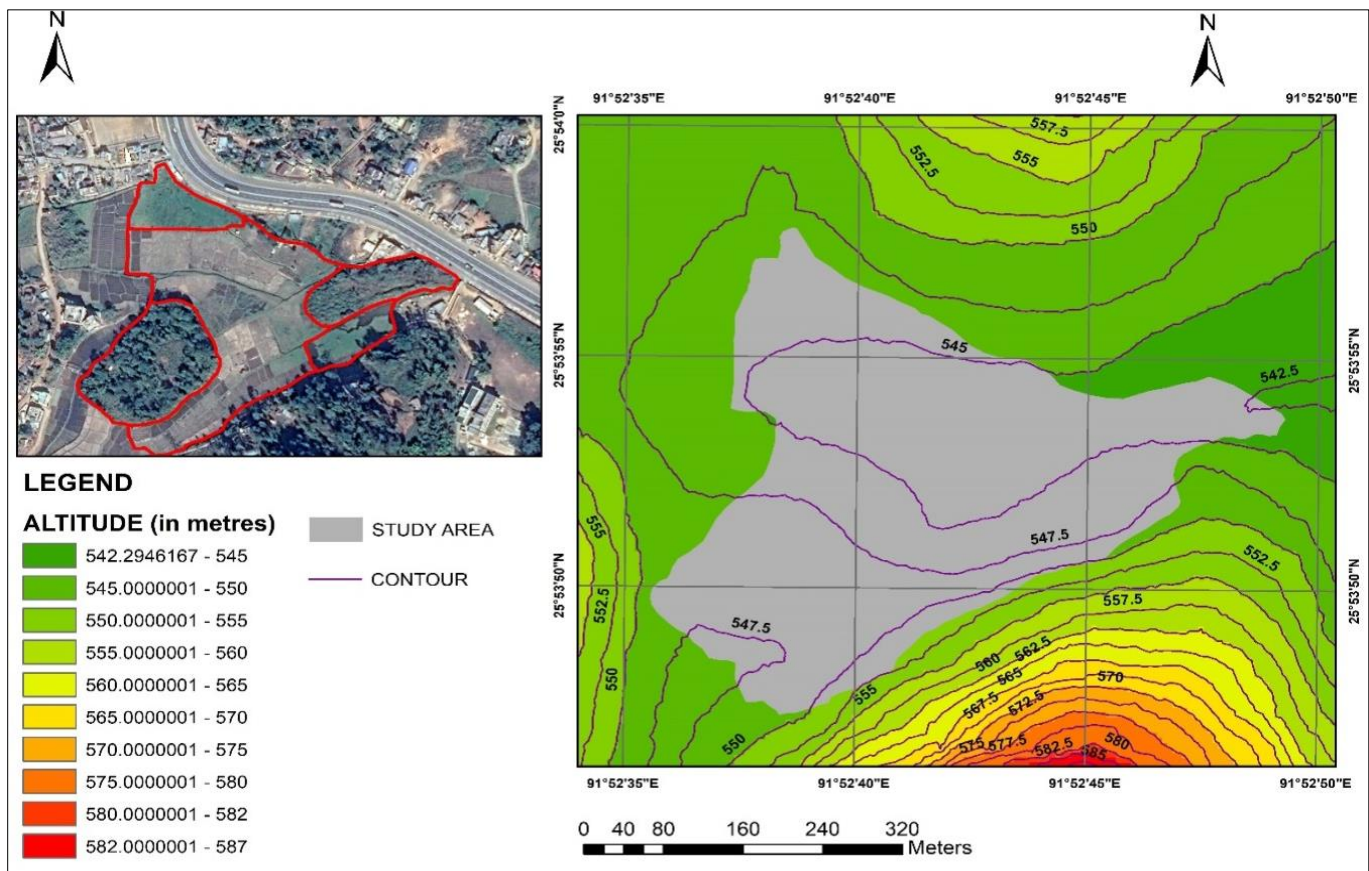 N
N
91°52'35"E
91°52'40"E
91°52'45"E
91°52'50"E
25°54'0"N
25°53'55"N
25°53'50"N
25°53'55"N
25°53'50"N
557.5
555
552.5
550
545
542.5
547.5
552.5
557.5
555
552.5
550
547.5
550
555
560
562.5
565
567.5
570
572.5
575
577.5
580
582.5
585
91°52'35"E
91°52'40"E
91°52'45"E
91°52'50"E
LEGEND
ALTITUDE (in metres)
542.2946167 - 545
545.0000001 - 550
550.0000001 - 555
555.0000001 - 560
560.0000001 - 565
565.0000001 - 570
570.0000001 - 575
575.0000001 - 580
580.0000001 - 582
582.0000001 - 587
STUDY AREA
CONTOUR
0 40 80 160 240 320
Meters